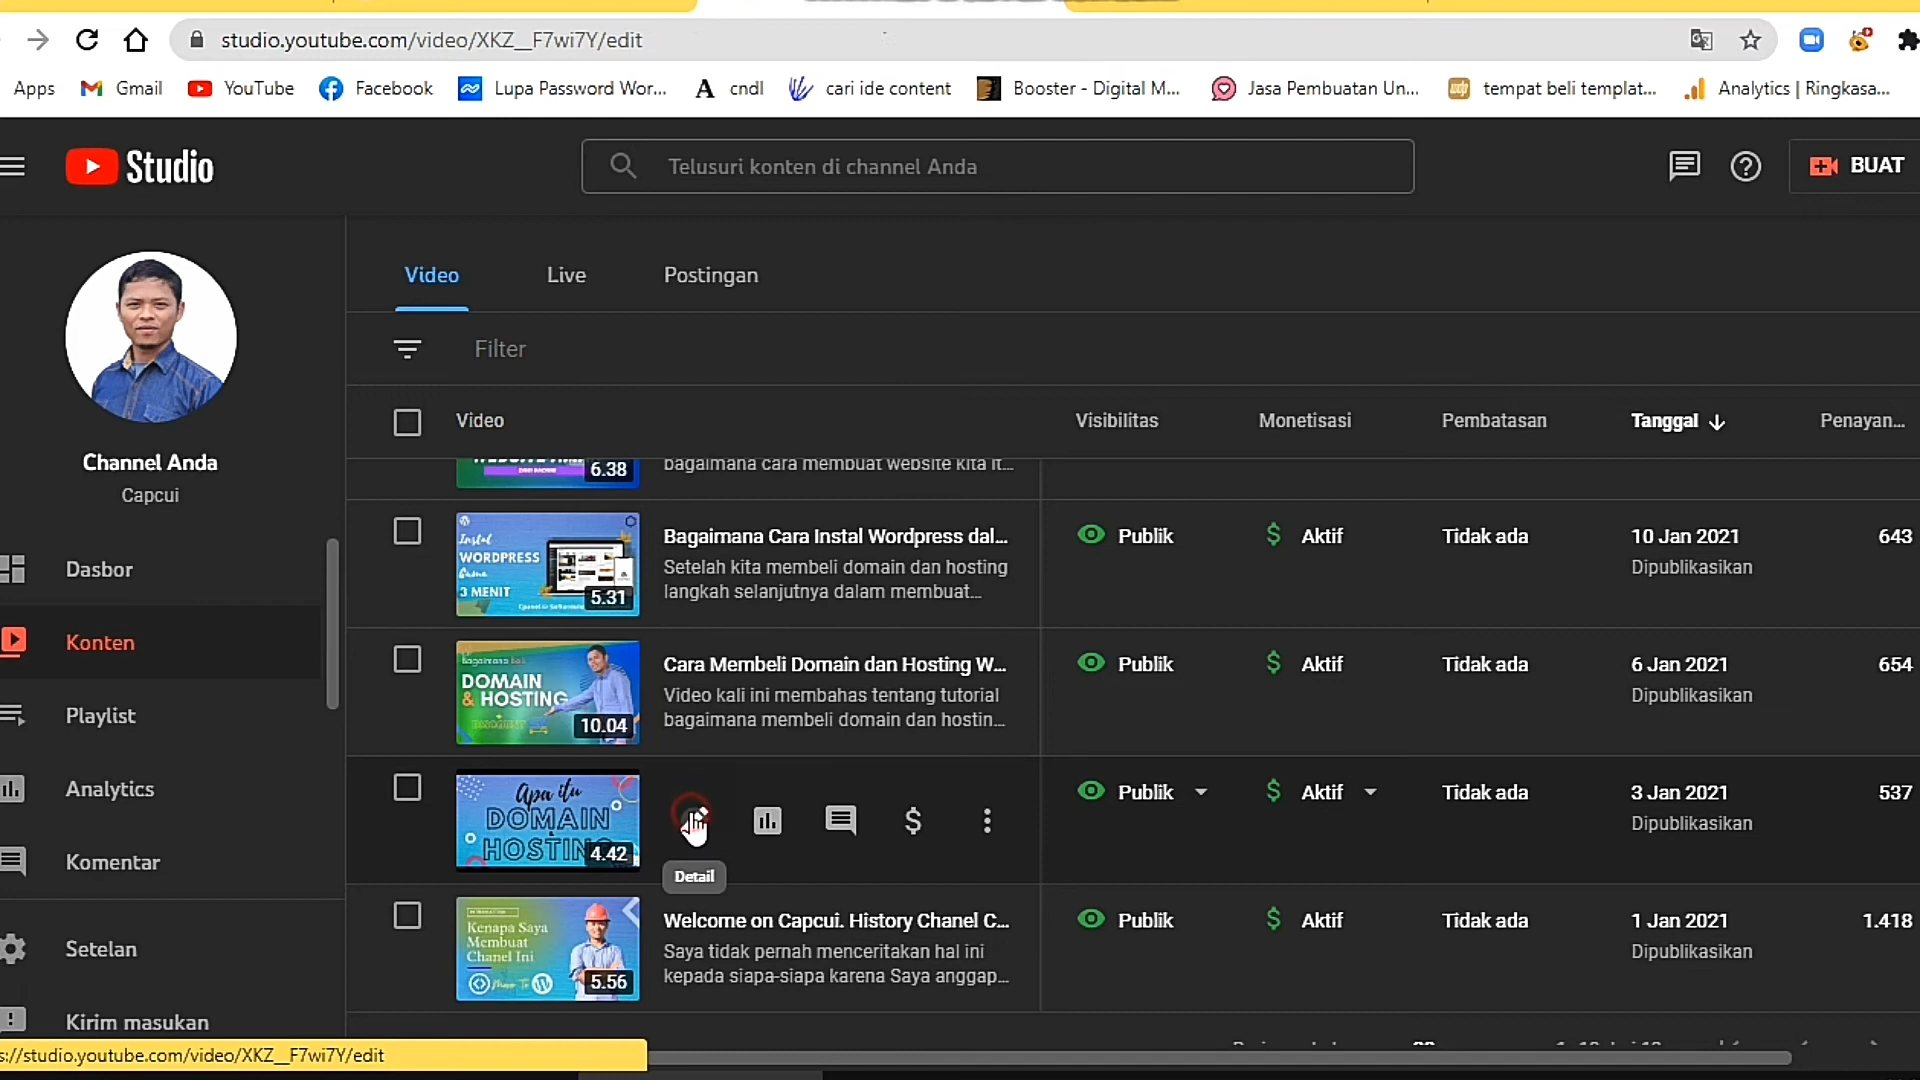 studio.youtube.com/video/XKZ__F7wi7Y/edit
Apps
Gmail
YouTube
Facebook
Lupa Password Wor...
cndl
cari ide content
Booster - Digital M...
Jasa Pembuatan Un...
tempat beli templat...
Analytics | Ringkasa...
Studio
Telusuri konten di channel Anda
BUAT
Channel Anda
Capcui
Dasbor
Konten
Playlist
Analytics
Komentar
Setelan
Kirim masukan
Video
Live
Postingan
Filter
Video
Visibilitas
Monetisasi
Pembatasan
Tanggal
Penayan...
6.38
bagaimana cara membuat website kita it...
Instal
WORDPRESS
Cuma
3 MENIT
5.31
Bagaimana Cara Instal Wordpress dal...
Setelah kita membeli domain dan hosting
langkah selanjutnya dalam membuat...
Publik
Aktif
Tidak ada
10 Jan 2021
Dipublikasikan
643
DOMAIN
& HOSTING
10.04
Cara Membeli Domain dan Hosting W...
Video kali ini membahas tentang tutorial
bagaimana membeli domain dan hostin...
Publik
Aktif
Tidak ada
6 Jan 2021
Dipublikasikan
654
Apa itu
DOMAIN
HOSTING
4.42
Detail
Publik
Aktif
Tidak ada
3 Jan 2021
Dipublikasikan
537
Kenapa Saya
Membuat
Chanel Ini
5.56
Welcome on Capcui. History Chanel C...
Saya tidak pernah menceritakan hal ini
kepada siapa-siapa karena Saya anggap...
Publik
Aktif
Tidak ada
1 Jan 2021
Dipublikasikan
1.418
s://studio.youtube.com/video/XKZ__F7wi7Y/edit